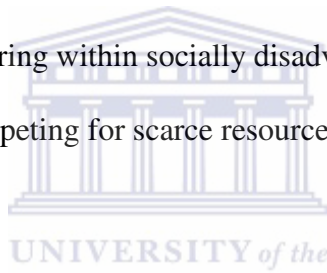 ring within socially disadv
peting for scarce resource
UNIVERSITY of the